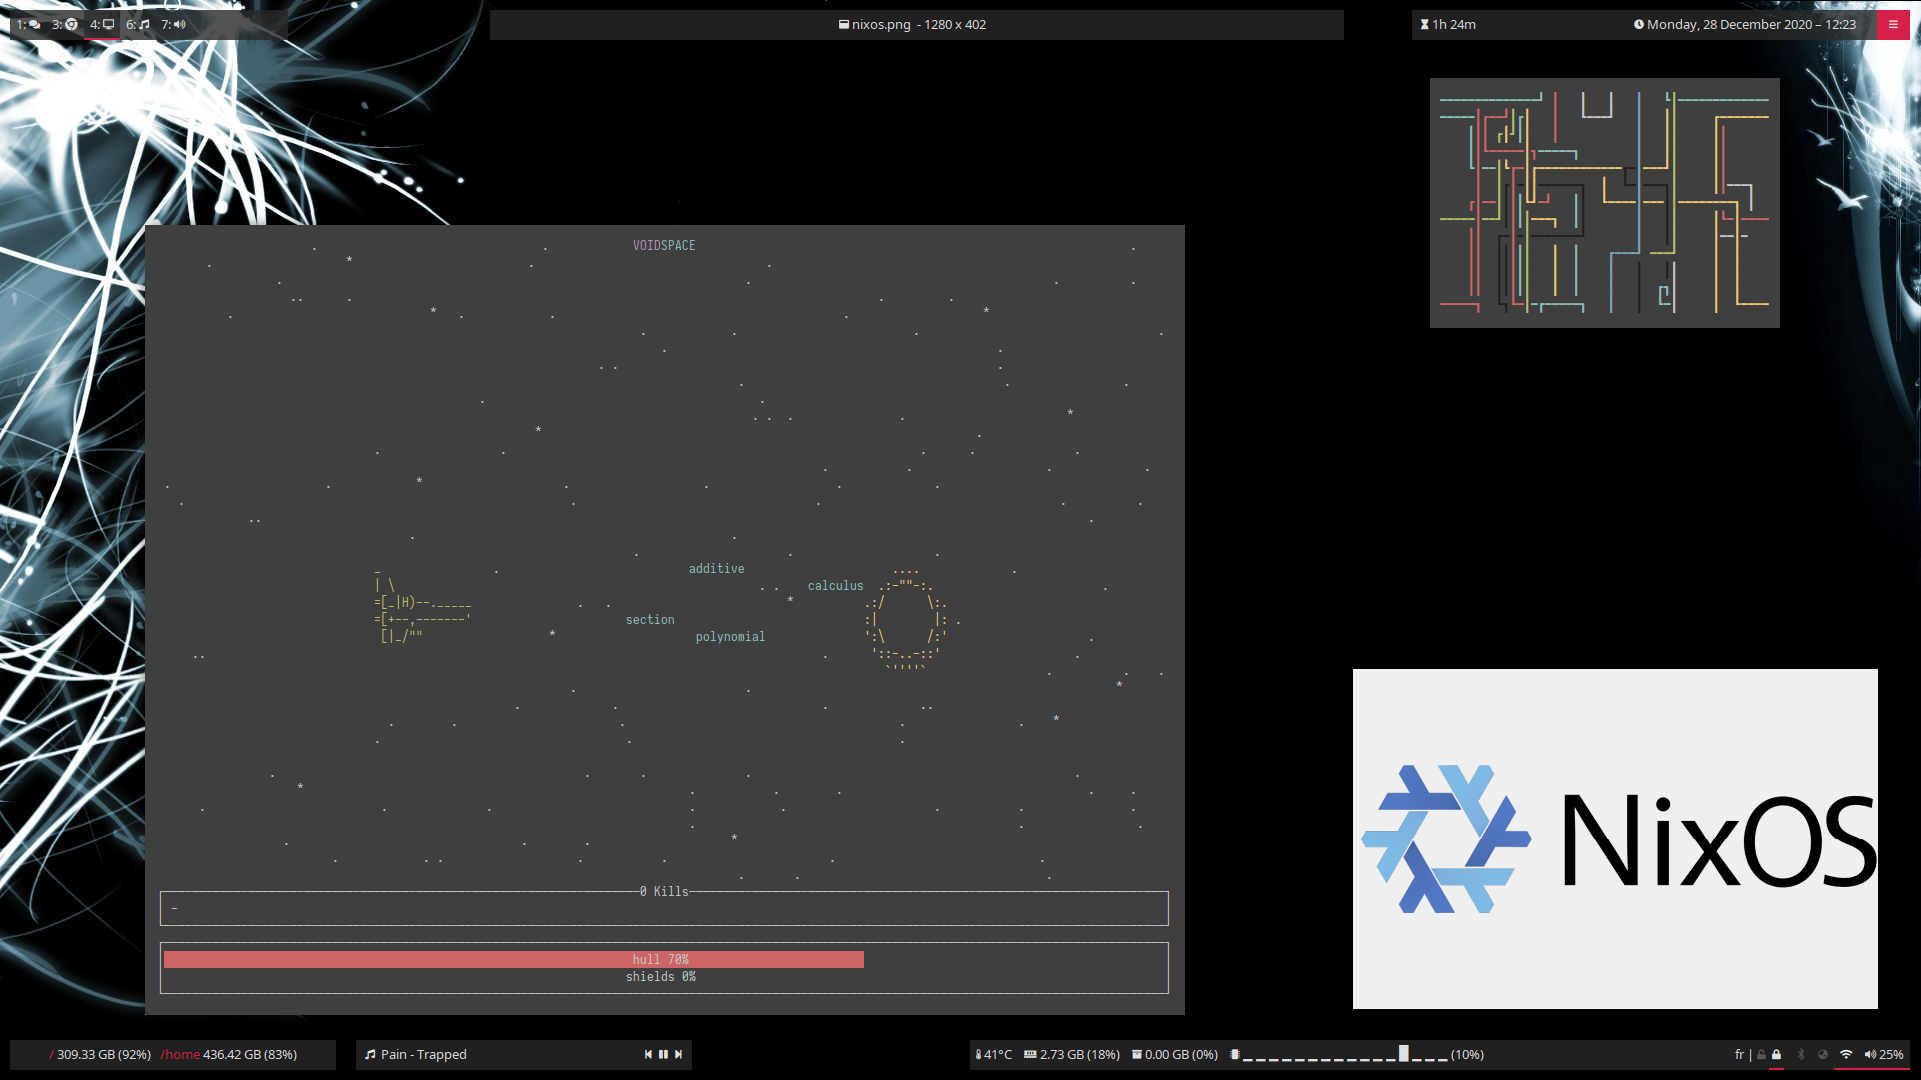 1: 3: 4: 6: 7:
nixos.png - 1280 x 402
1h 24m
Monday, 28 December 2020 – 12:23
VOIDSPACE
additive
calculus
section
polynomial
0 Kills
hull 70%
shields 0%
NixOS
/ 309.33 GB (92%) /home 436.42 GB (83%)
Pain - Trapped
41°C 2.73 GB (18%) 0.00 GB (0%) (10%)
fr | 25%